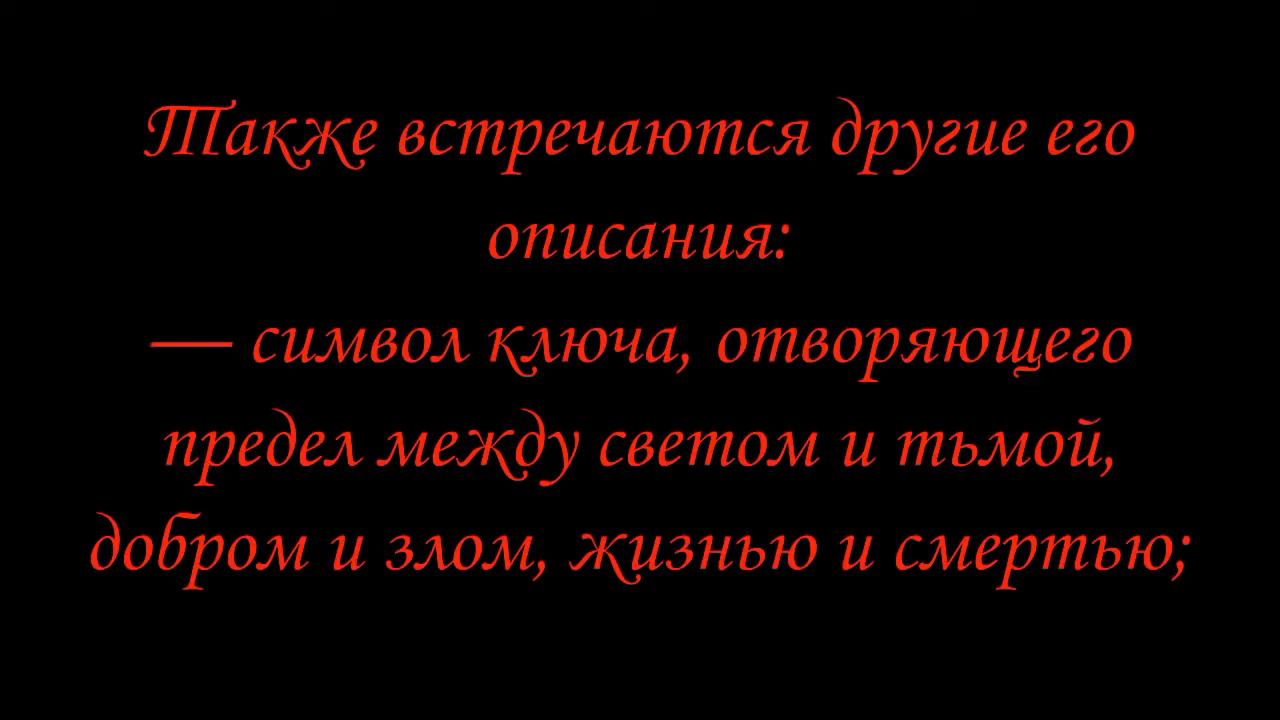 Также встречаются другие его
описания:
— символ ключа, отворяющего
предел между светом и тьмой,
добром и злом, жизнью и смертью;